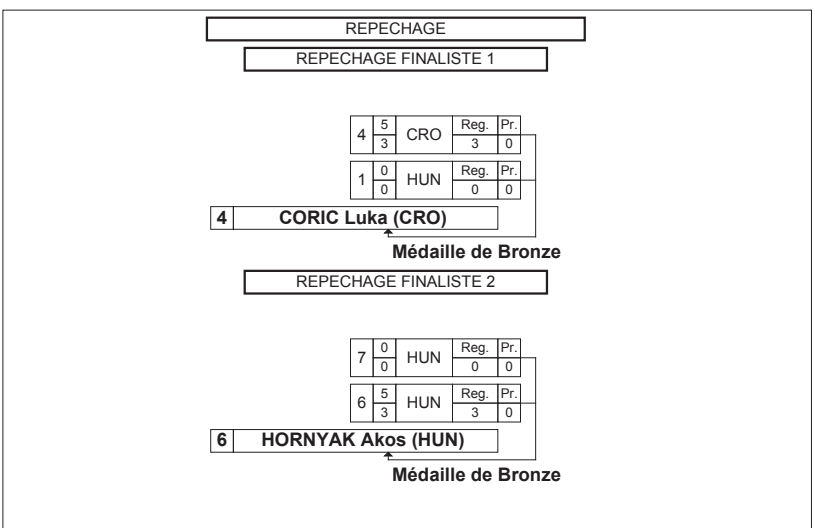 REPECHAGE
REPECHAGE FINALISTE 1
4 5 CRO Reg. Pr.
3 3 0
1 0 HUN Reg. Pr.
0 0 0
4 CORIC Luka (CRO)
Médaille de Bronze
REPECHAGE FINALISTE 2
7 0 HUN Reg. Pr.
0 0 0
6 5 HUN Reg. Pr.
3 3 0
6 HORNYAK Akos (HUN)
Médaille de Bronze